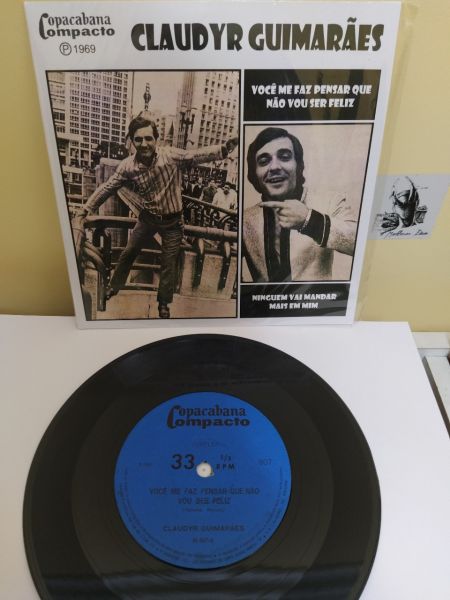 Copacabana
Compacto
Ⓟ 1969
CLAUDYR GUIMARÃES
VOCÊ ME FAZ PENSAR QUE
NÃO VOU SER FELIZ
NINGUEM VAI MANDAR
MAIS EM MIM
Copacabana
Compacto
33 1/3
RPM
VOCÊ ME FAZ PENSAR QUE NÃO
VOU SER FELIZ
CLAUDYR GUIMARÃES